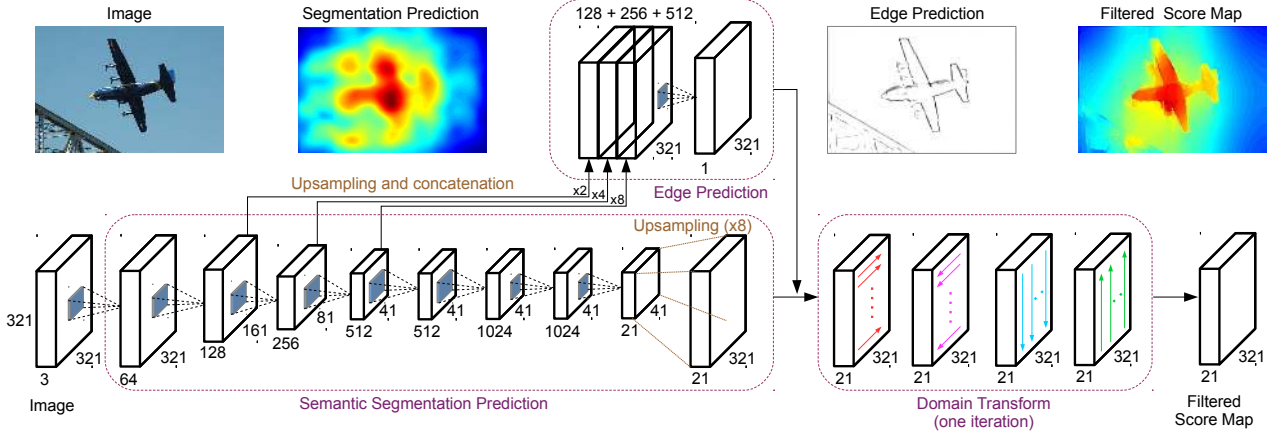 Image
Segmentation Prediction
128 + 256 + 512
Edge Prediction
Filtered Score Map
321
321
1
Upsampling and concatenation
x2
x4
x8
Edge Prediction
Upsampling (x8)
321
321
3
Image
321
64
161
128
81
256
41
512
41
512
41
1024
41
1024
41
21
321
21
Semantic Segmentation Prediction
321
21
321
21
321
21
321
21
Domain Transform
(one iteration)
321
21
Filtered
Score Map